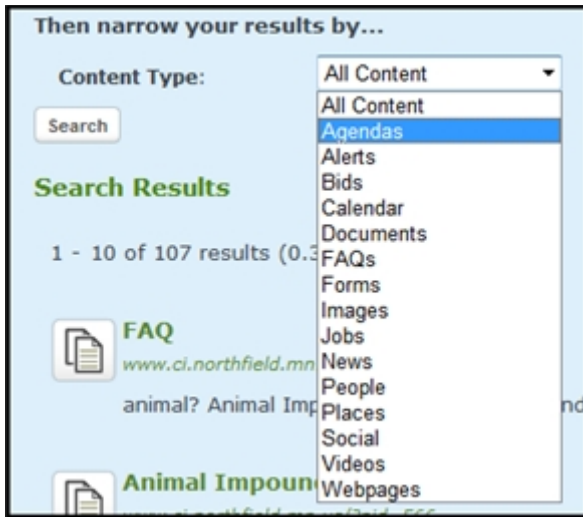 Then narrow your results by...
Content Type:
All Content
All Content
Agendas
Alerts
Bids
Calendar
Documents
FAQs
Forms
Images
Jobs
News
People
Places
Social
Videos
Webpages
Search
Search Results
1 - 10 of 107 results (0.3
FAQ
www.ci.northfield.mn
animal? Animal Imp
Animal Impoun